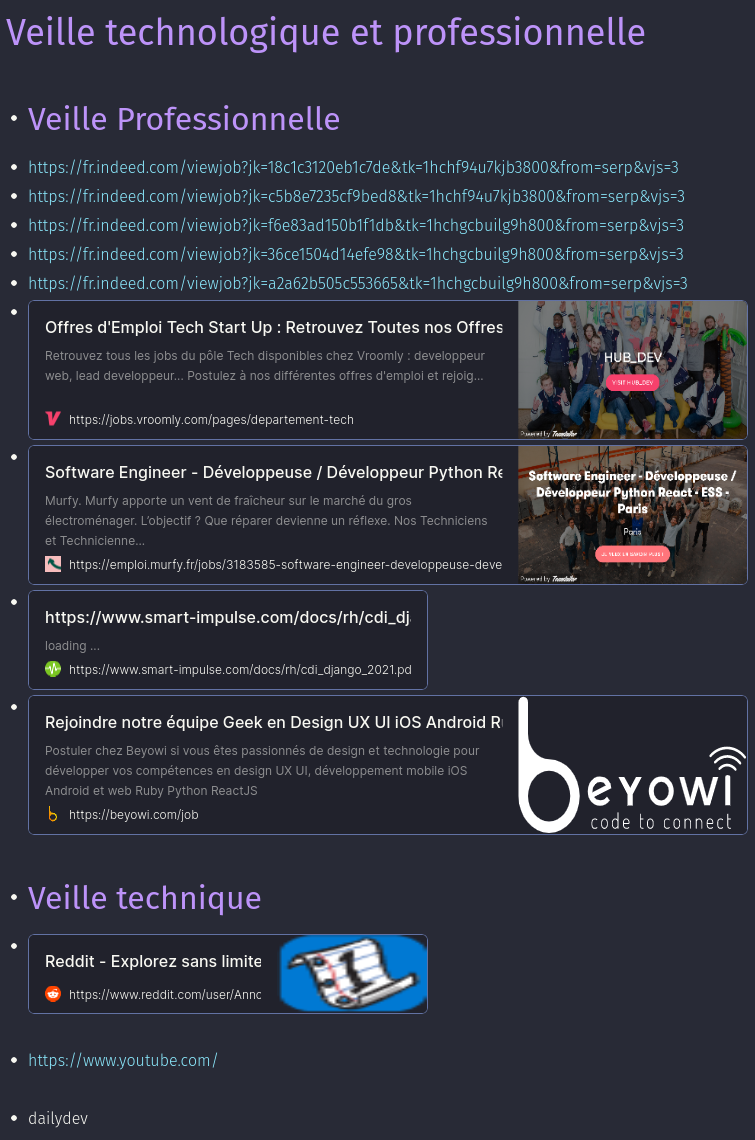 Veille technologique et professionnelle
Veille Professionnelle
https://fr.indeed.com/viewjob?jk=18c1c3120eb1c7de&tk=1hchf94u7kjb3800&from=serp&vjs=3
https://fr.indeed.com/viewjob?jk=c5b8e7235cf9bed8&tk=1hchf94u7kjb3800&from=serp&vjs=3
https://fr.indeed.com/viewjob?jk=f6e83ad150b1f1db&tk=1hchgcbuilg9h800&from=serp&vjs=3
https://fr.indeed.com/viewjob?jk=36ce1504d14efe98&tk=1hchgcbuilg9h800&from=serp&vjs=3
https://fr.indeed.com/viewjob?jk=a2a62b505c553665&tk=1hchgcbuilg9h800&from=serp&vjs=3
Offres d'Emploi Tech Start Up : Retrouvez Toutes nos Offres
Retrouvez tous les jobs du pôle Tech disponibles chez Vroomly : developpeur
web, lead developpeur... Postulez à nos différentes offres d'emploi et rejoig...
https://jobs.vroomly.com/pages/departement-tech
HUB_DEV
VISIT HUB_DEV
Powered by Teamtailor
Software Engineer - Développeuse / Développeur Python Re
Murfy. Murfy apporte un vent de fraîcheur sur le marché du gros
électroménager. L'objectif ? Que réparer devienne un réflexe. Nos Techniciens
et Technicienne...
https://emploi.murfy.fr/jobs/3183585-software-engineer-developpeuse-deve
Software Engineer - Développeuse /
Développeur Python React - ESS -
Paris
Paris
Powered by Teamtailor
https://www.smart-impulse.com/docs/rh/cdi_dj
loading ...
https://www.smart-impulse.com/docs/rh/cdi_django_2021.pd
Rejoindre notre équipe Geek en Design UX UI iOS Android R
Postuler chez Beyowi si vous êtes passionnés de design et technologie pour
développer vos compétences en design UX UI, développement mobile iOS
Android et web Ruby Python ReactJS
https://beyowi.com/job
beyowi
code to connect
Veille technique
Reddit - Explorez sans limite
https://www.reddit.com/user/Anno
https://www.youtube.com/
dailydev